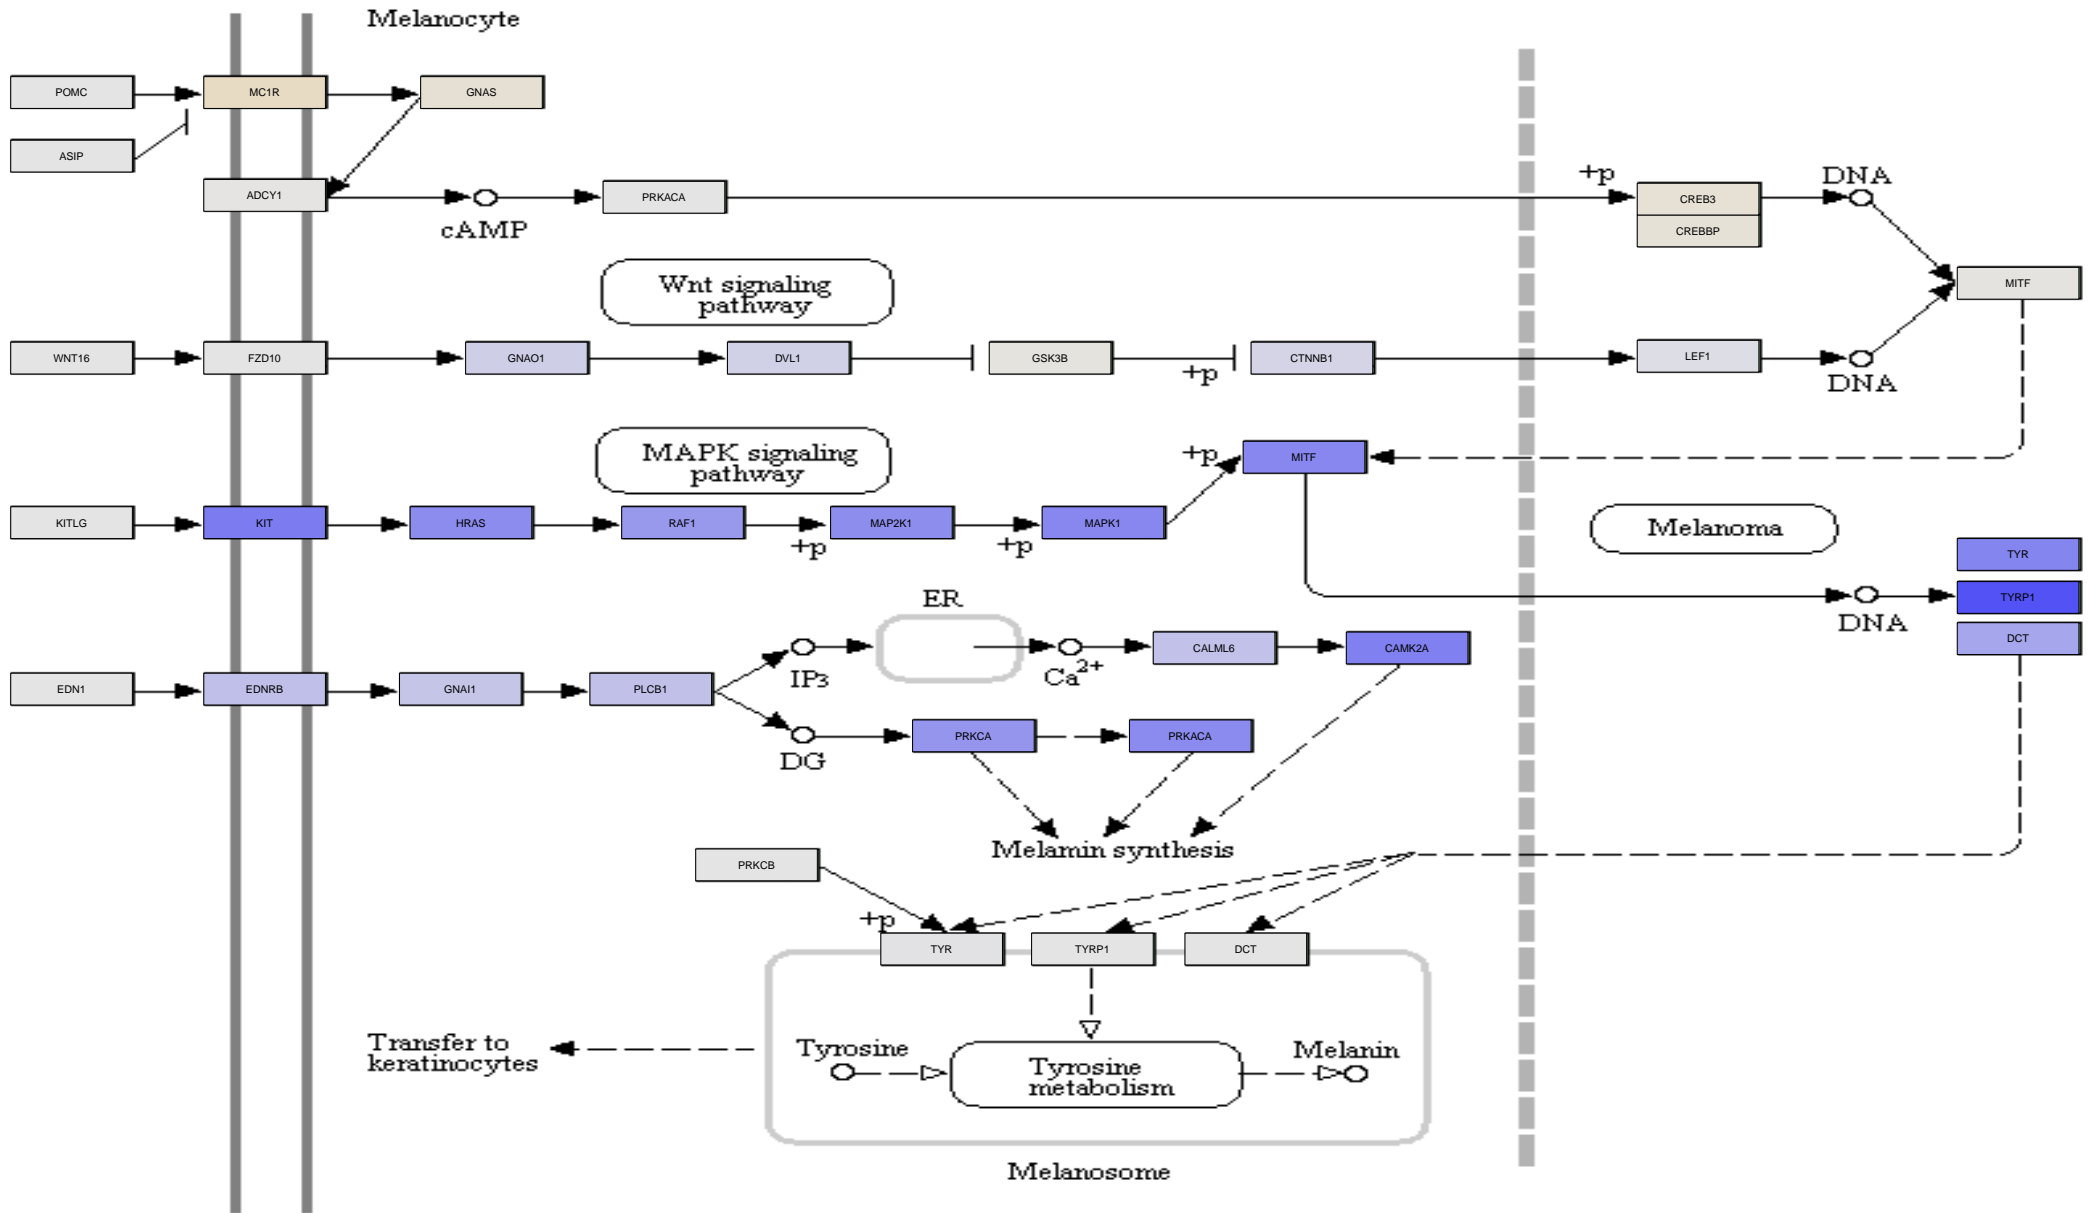 Melanocyte
POMC
MC1R
GNAS
ASIP
ADCY1
cAMP
PRKACA
+p
CREB3
CREBBP
DNA
MITF
Wnt signaling
pathway
WNT16
FZD10
GNAO1
DVL1
GSK3B
+p
CTNNB1
LEF1
DNA
MAPK signaling
pathway
+p
MITF
KITLG
KIT
HRAS
RAF1
+p
MAP2K1
+p
MAPK1
Melanoma
TYR
TYRP1
DCT
DNA
ER
IP3
Ca2+
CALML6
CAMK2A
EDN1
EDNRB
GNAI1
PLCB1
DG
PRKCA
PRKACA
Melamin synthesis
PRKCB
+p
TYR
TYRP1
DCT
Transfer to
keratinocytes
Tyrosine
Tyrosine
metabolism
Melanin
Melanosome